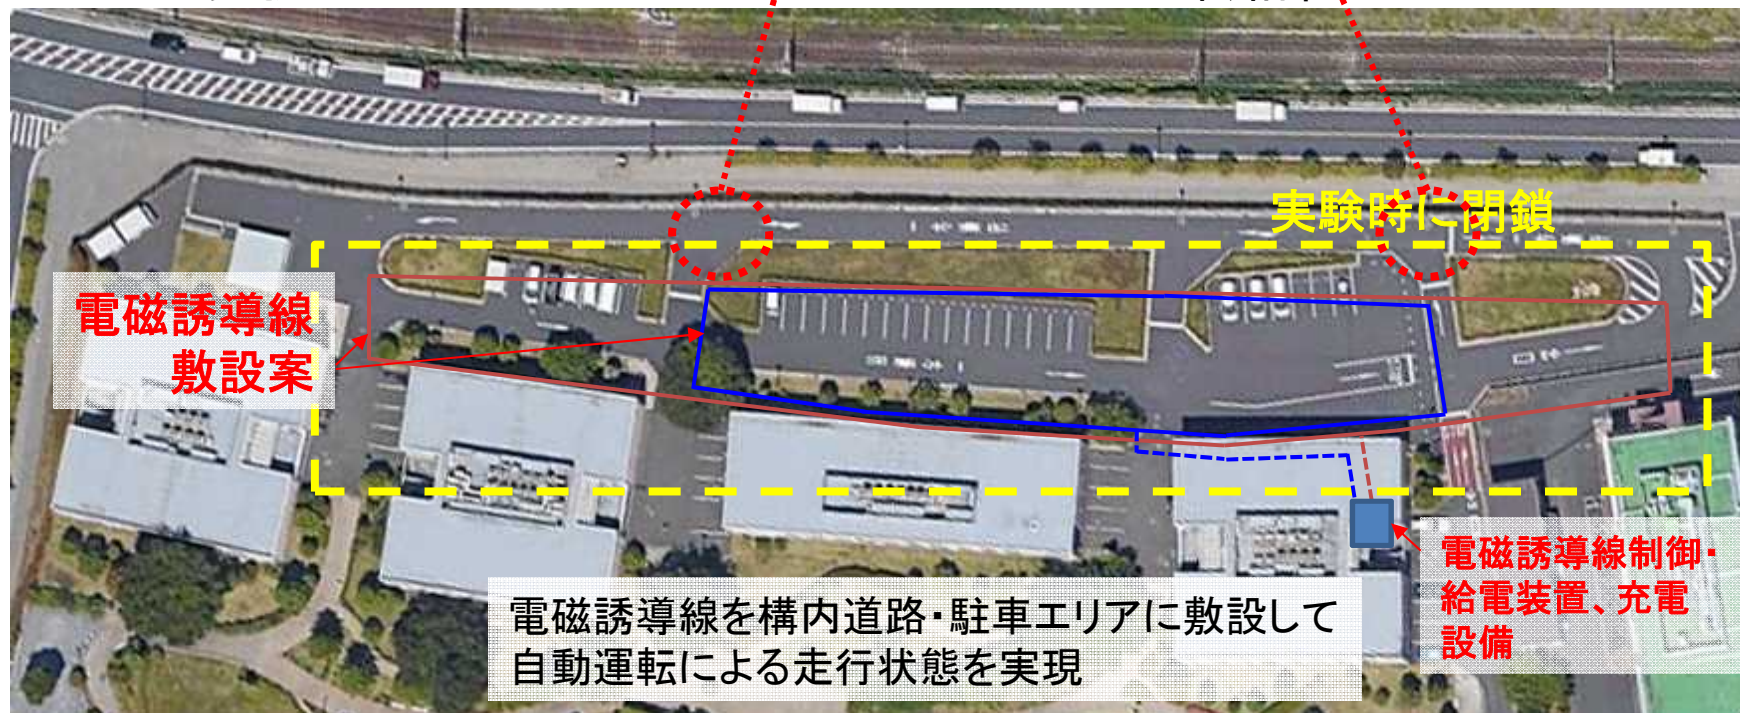 実験時に閉鎖
電磁誘導線
敷設案
電磁誘導線制御・
給電装置、充電
設備
電磁誘導線を構内道路・駐車エリアに敷設して
自動運転による走行状態を実現